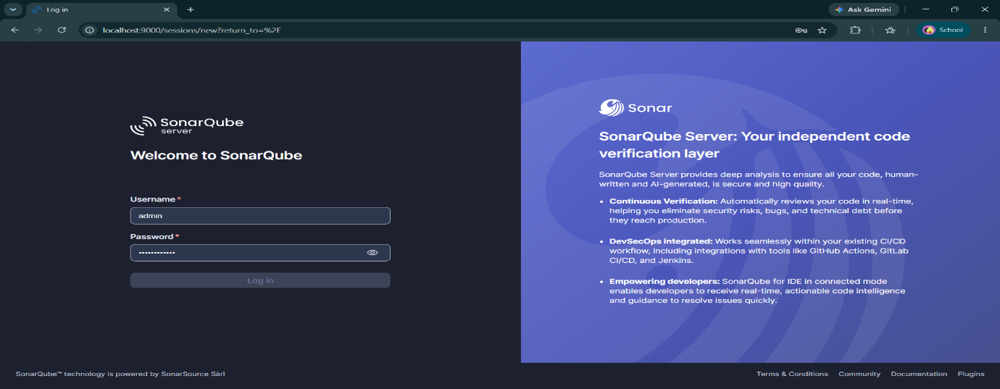 Log in
Ask Gemini
localhost:9000/sessions/new?return_to=%2F
School
SonarQube
server
Welcome to SonarQube
Username *
admin
Password *
••••••••••••
Log in
Sonar
SonarQube Server: Your independent code
verification layer
SonarQube Server provides deep analysis to ensure all your code, human-
written and AI-generated, is secure and high quality.
• Continuous Verification: Automatically reviews your code in real-time,
helping you eliminate security risks, bugs, and technical debt before
they reach production.
• DevSecOps integrated: Works seamlessly within your existing CI/CD
workflow, including integrations with tools like GitHub Actions, GitLab
CI/CD, and Jenkins.
• Empowering developers: SonarQube for IDE in connected mode
enables developers to receive real-time, actionable code intelligence
and guidance to resolve issues quickly.
SonarQube™ technology is powered by SonarSource Sàrl
Terms & Conditions Community Documentation Plugins